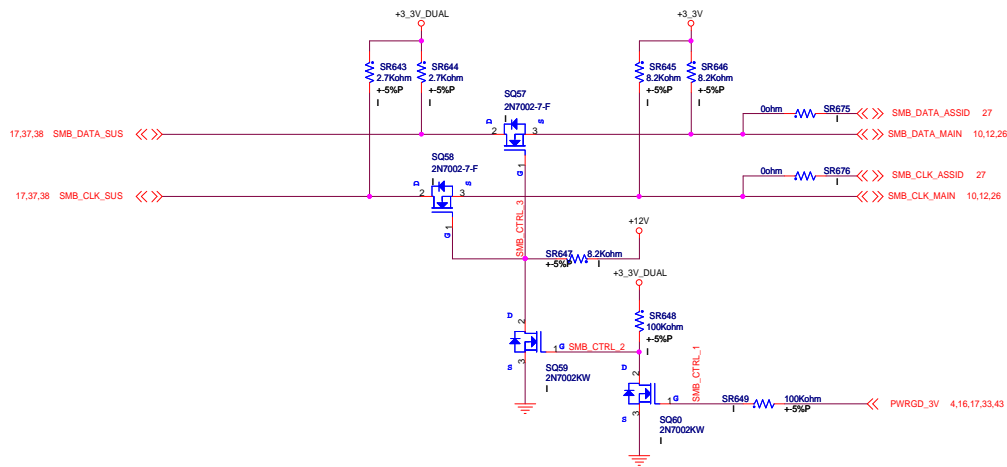 +3_3V_DUAL
+3_3V
SR643
2.7Kohm
+-5%P
I
SR644
2.7Kohm
+-5%P
I
SR645
8.2Kohm
+-5%P
I
SR646
8.2Kohm
+-5%P
I
SQ57
2N7002-7-F
I
D
S
2
3
G
1
0ohm
SR675
I
SMB_DATA_ASSID 27
17,37,38 SMB_DATA_SUS
SMB_DATA_MAIN 10,12,26
SQ58
2N7002-7-F
I
D
S
2
3
G
1
0ohm
SR676
I
SMB_CLK_ASSID 27
17,37,38 SMB_CLK_SUS
SMB_CLK_MAIN 10,12,26
SMB_CTRL_3
+12V
SR647
8.2Kohm
+-5%P
I
+3_3V_DUAL
SR648
100Kohm
+-5%P
I
D
2
1
G
SMB_CTRL_2
S
3
SQ59
2N7002KW
I
SMB_CTRL_1
D
2
1
G
S
3
SQ60
2N7002KW
I
SR649
I
100Kohm
+-5%P
PWRGD_3V 4,16,17,33,43